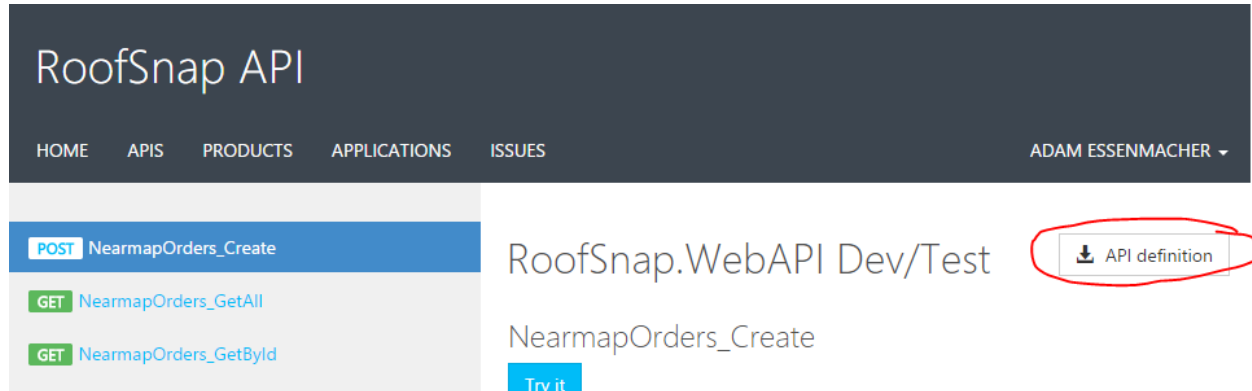 RoofSnap API
HOME APIS PRODUCTS APPLICATIONS ISSUES ADAM ESSENMACHER
POST NearmapOrders_Create
GET NearmapOrders_GetAll
GET NearmapOrders_GetById
RoofSnap.WebAPI Dev/Test
API definition
NearmapOrders_Create
Try it